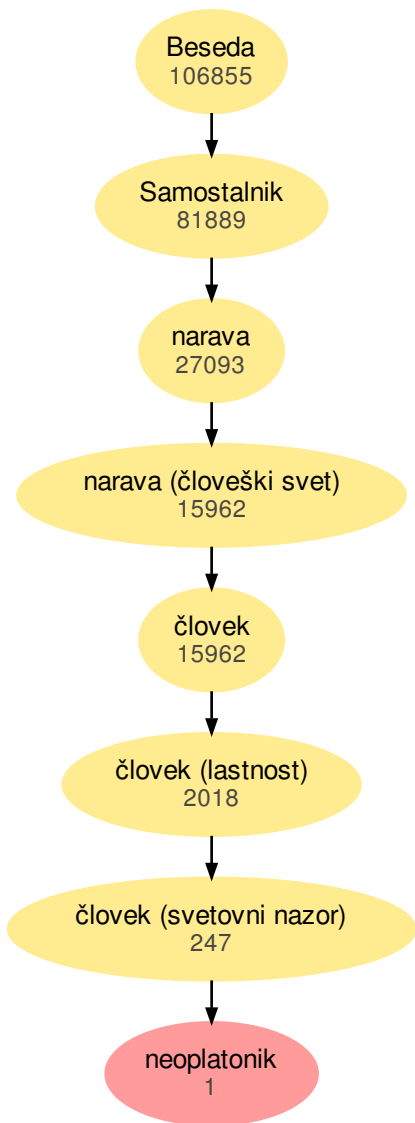 Beseda
106855
Samostalnik
81889
narava
27093
narava (človeški svet)
15962
človek
15962
človek (lastnost)
2018
človek (svetovni nazor)
247
neoplatonik
1